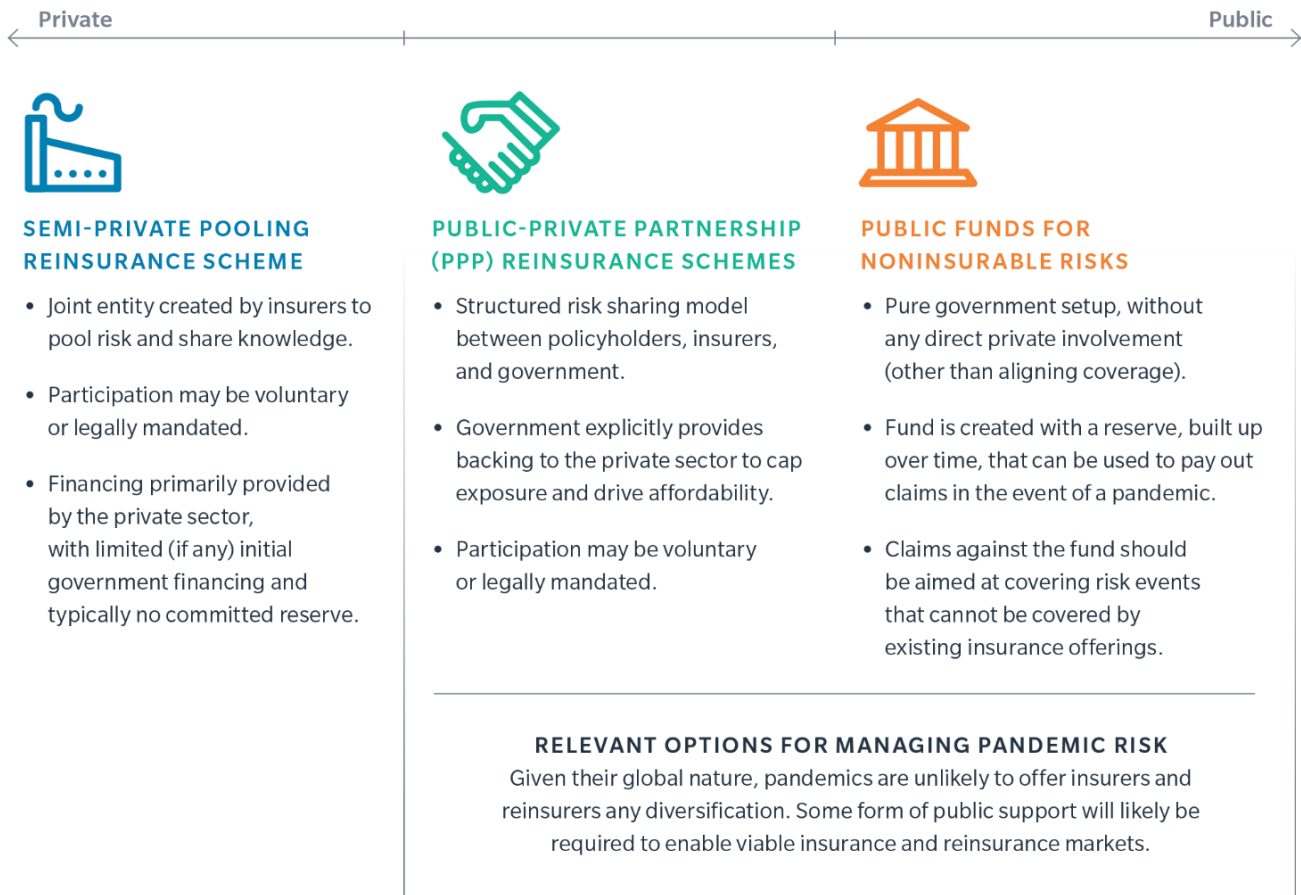 Private
Public
SEMI-PRIVATE POOLING
REINSURANCE SCHEME
• Joint entity created by insurers to
pool risk and share knowledge.
• Participation may be voluntary
or legally mandated.
• Financing primarily provided
by the private sector,
with limited (if any) initial
government financing and
typically no committed reserve.
PUBLIC-PRIVATE PARTNERSHIP
(PPP) REINSURANCE SCHEMES
• Structured risk sharing model
between policyholders, insurers,
and government.
• Government explicitly provides
backing to the private sector to cap
exposure and drive affordability.
• Participation may be voluntary
or legally mandated.
PUBLIC FUNDS FOR
NONINSURABLE RISKS
• Pure government setup, without
any direct private involvement
(other than aligning coverage).
• Fund is created with a reserve, built up
over time, that can be used to pay out
claims in the event of a pandemic.
• Claims against the fund should
be aimed at covering risk events
that cannot be covered by
existing insurance offerings.
RELEVANT OPTIONS FOR MANAGING PANDEMIC RISK
Given their global nature, pandemics are unlikely to offer insurers and
reinsurers any diversification. Some form of public support will likely be
required to enable viable insurance and reinsurance markets.